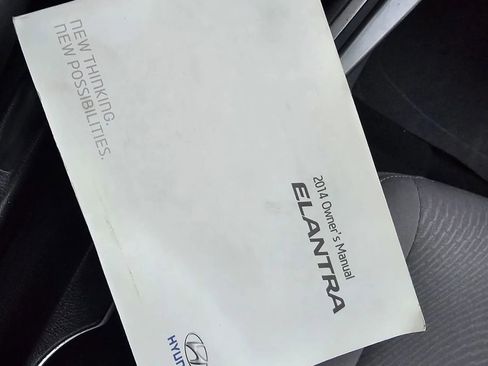 NEW THINKING.
NEW POSSIBILITIES.
2014 Owner's Manual
ELANTRA